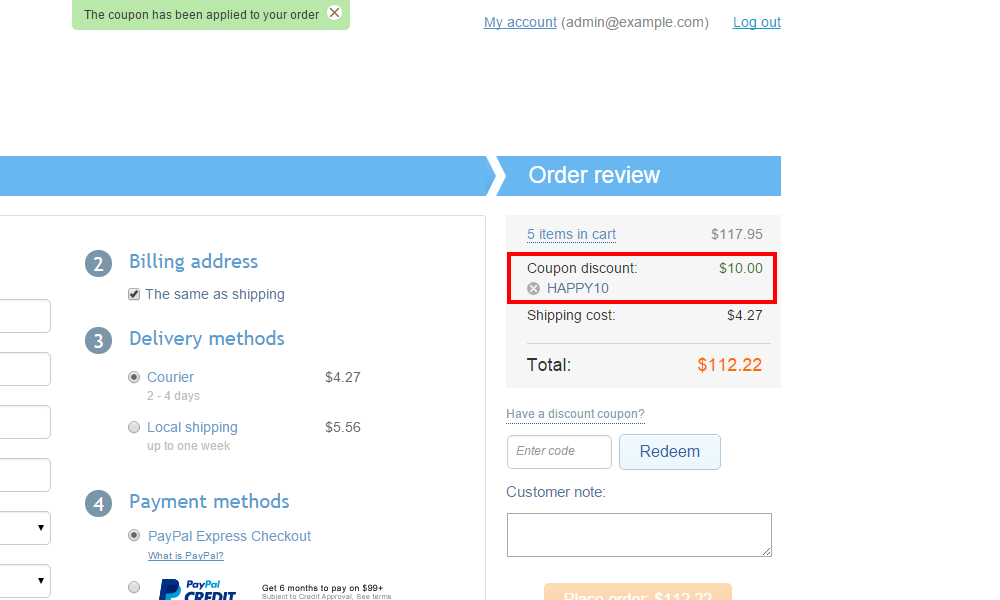 The coupon has been applied to your order
My account (admin@example.com) Log out
Order review
5 items in cart $117.95
Coupon discount: $10.00
HAPPY10
Shipping cost: $4.27
Total: $112.22
Have a discount coupon?
Enter code Redeem
Customer note:
Place order: $112.22
2 Billing address
The same as shipping
3 Delivery methods
Courier $4.27
2 - 4 days
Local shipping $5.56
up to one week
4 Payment methods
PayPal Express Checkout
What is PayPal?
PayPal
CREDIT
Get 6 months to pay on $99+
Subject to Credit Approval. See terms